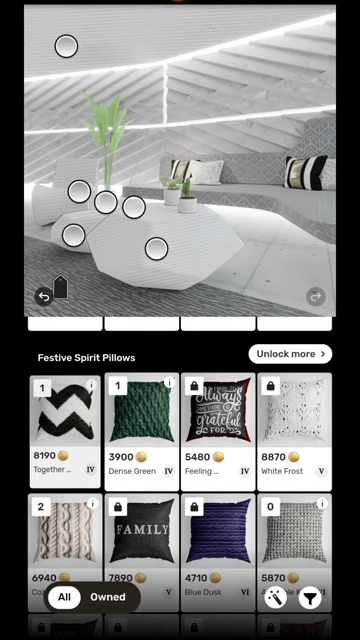 Festive Spirit Pillows
Unlock more
1
i
8190
Together ...
IV
1
i
3900
Dense Green
IV
Always
grateful
FOR
5480
Feeling ...
IV
8870
White Frost
V
2
i
6940
FAMILY
7890
4710
Blue Dusk
VI
0
i
5870
All
Owned